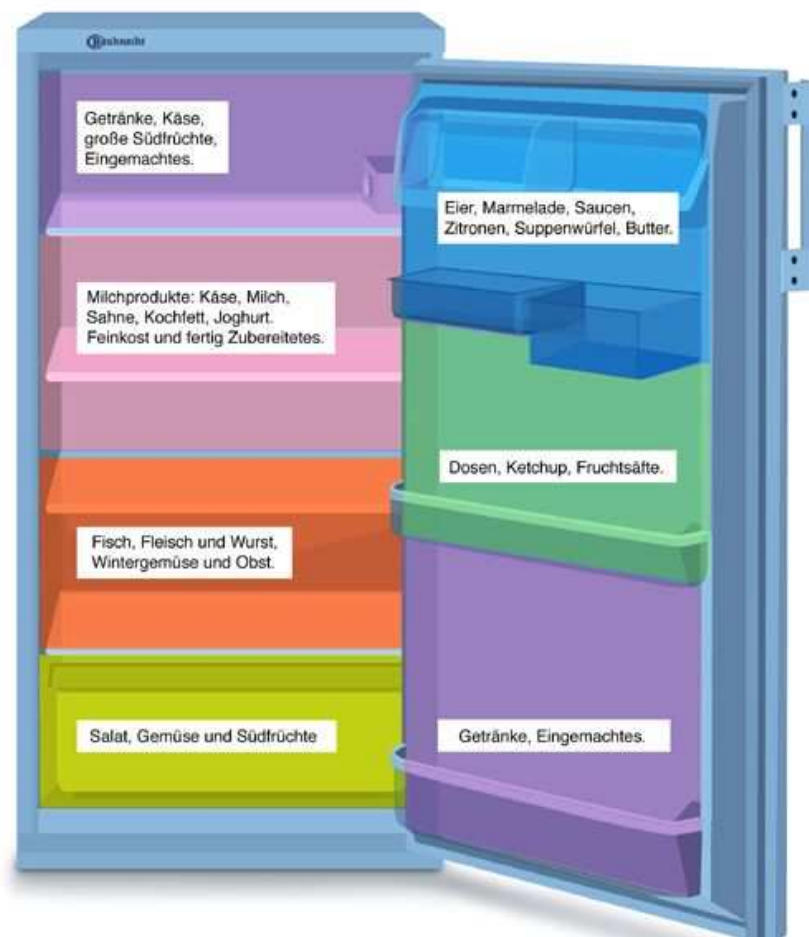 Bauknecht
Getränke, Käse,
große Südfrüchte,
Eingemachtes.
Milchprodukte: Käse, Milch,
Sahne, Kochfett, Joghurt.
Feinkost und fertig Zubereitetes.
Fisch, Fleisch und Wurst,
Wintergemüse und Obst.
Salat, Gemüse und Südfrüchte
Eier, Marmelade, Saucen,
Zitronen, Suppenwürfel, Butter.
Dosen, Ketchup, Fruchtsäfte.
Getränke, Eingemachtes.